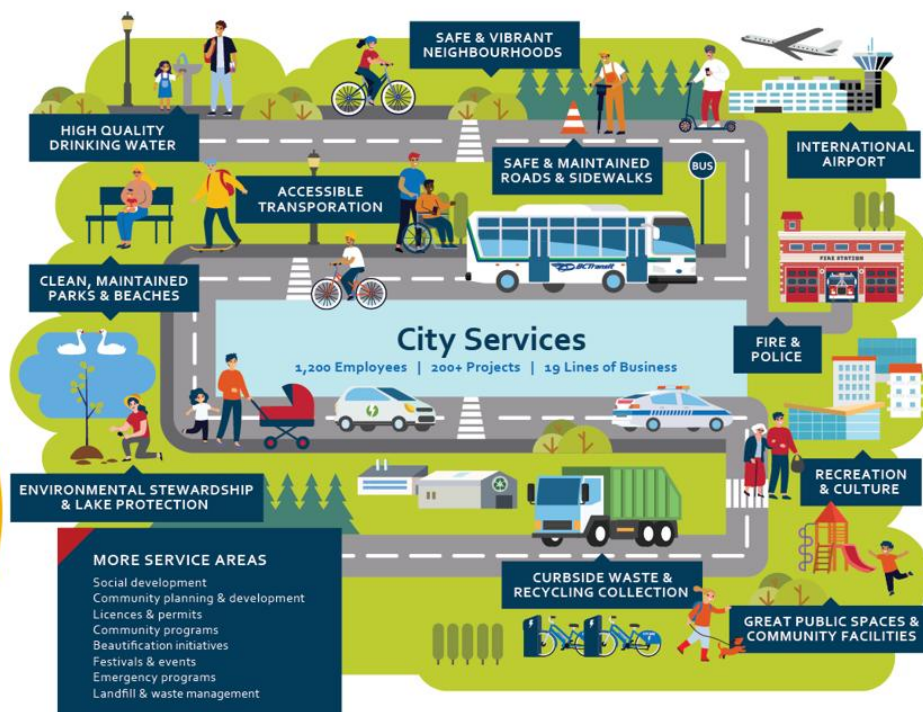 SAFE & VIBRANT
NEIGHBOURHOODS
HIGH QUALITY
DRINKING WATER
SAFE & MAINTAINED
ROADS & SIDEWALKS
INTERNATIONAL
AIRPORT
BUS
ACCESSIBLE
TRANSPORATION
BCTransit
FIRE STATION
CLEAN, MAINTAINED
PARKS & BEACHES
City Services
1,200 Employees | 200+ Projects | 19 Lines of Business
FIRE &
POLICE
ENVIRONMENTAL STEWARDSHIP
& LAKE PROTECTION
RECREATION
& CULTURE
MORE SERVICE AREAS
Social development
Community planning & development
Licences & permits
Community programs
Beautification initiatives
Festivals & events
Emergency programs
Landfill & waste management
CURBSIDE WASTE &
RECYCLING COLLECTION
GREAT PUBLIC SPACES &
COMMUNITY FACILITIES